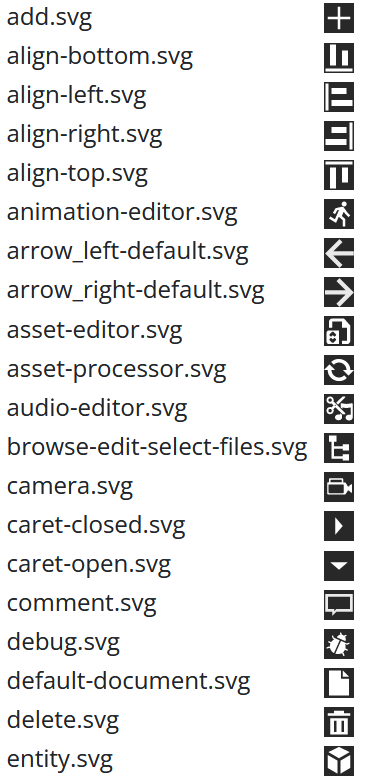 add.svg
align-bottom.svg
align-left.svg
align-right.svg
align-top.svg
animation-editor.svg
arrow_left-default.svg
arrow_right-default.svg
asset-editor.svg
asset-processor.svg
audio-editor.svg
browse-edit-select-files.svg
camera.svg
caret-closed.svg
caret-open.svg
comment.svg
debug.svg
default-document.svg
delete.svg
entity.svg